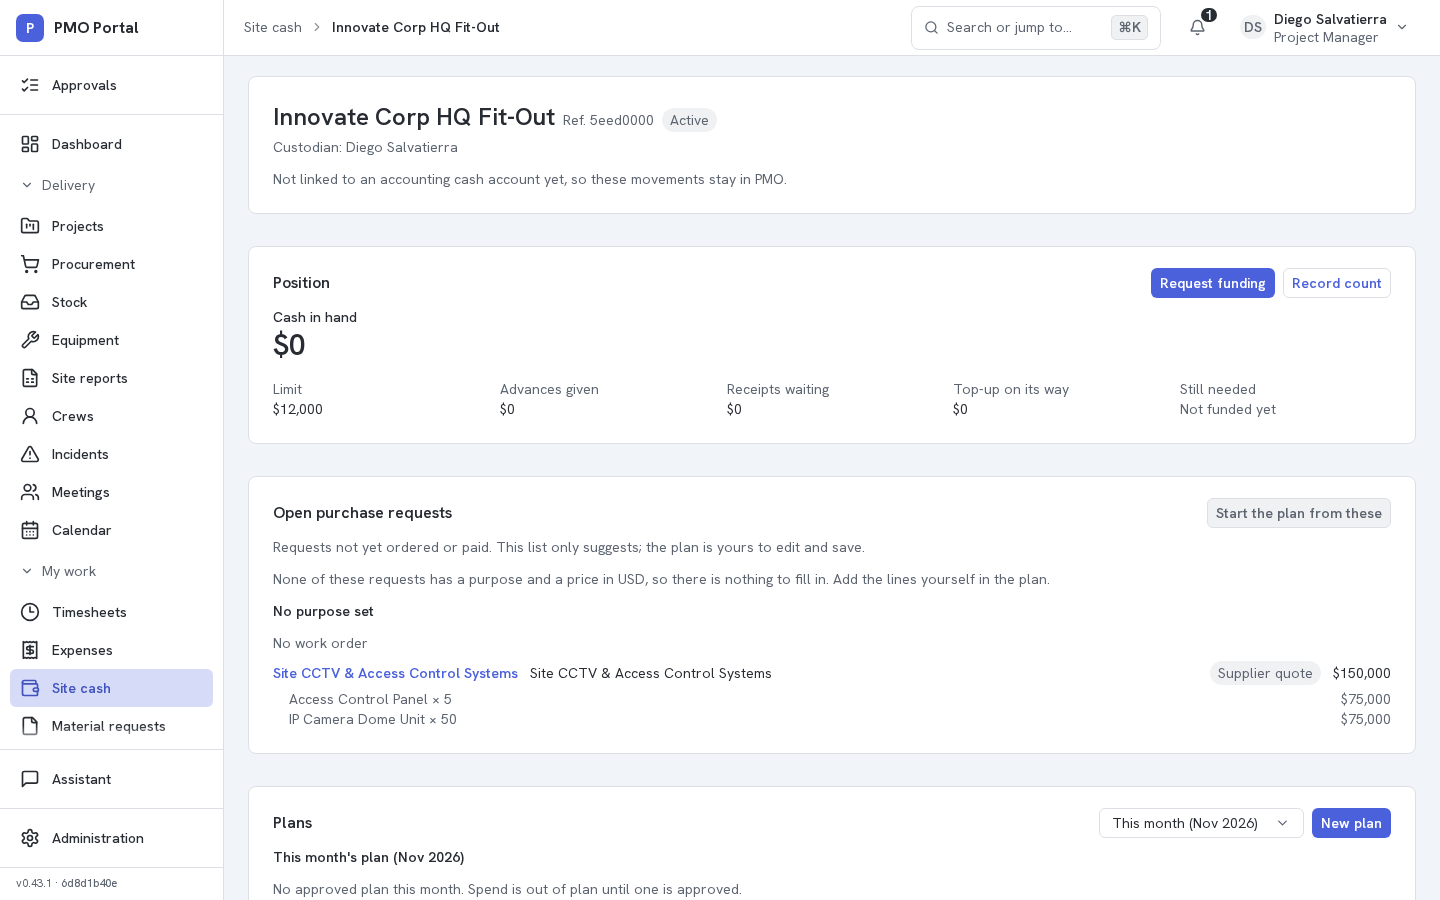 P PMO Portal
Site cash > Innovate Corp HQ Fit-Out
Search or jump to... ⌘K
1
DS Diego Salvatierra
Project Manager
Approvals
Dashboard
Delivery
Projects
Procurement
Stock
Equipment
Site reports
Crews
Incidents
Meetings
Calendar
My work
Timesheets
Expenses
Site cash
Material requests
Assistant
Administration
v0.43.1 · 6d8d1b40e
Innovate Corp HQ Fit-Out Ref. 5eed0000 Active
Custodian: Diego Salvatierra
Not linked to an accounting cash account yet, so these movements stay in PMO.
Position Request funding Record count
Cash in hand
$0
Limit Advances given Receipts waiting Top-up on its way Still needed
$12,000 $0 $0 $0 Not funded yet
Open purchase requests Start the plan from these
Requests not yet ordered or paid. This list only suggests; the plan is yours to edit and save.
None of these requests has a purpose and a price in USD, so there is nothing to fill in. Add the lines yourself in the plan.
No purpose set
No work order
Site CCTV & Access Control Systems Site CCTV & Access Control Systems Supplier quote $150,000
Access Control Panel × 5 $75,000
IP Camera Dome Unit × 50 $75,000
Plans This month (Nov 2026) New plan
This month's plan (Nov 2026)
No approved plan this month. Spend is out of plan until one is approved.